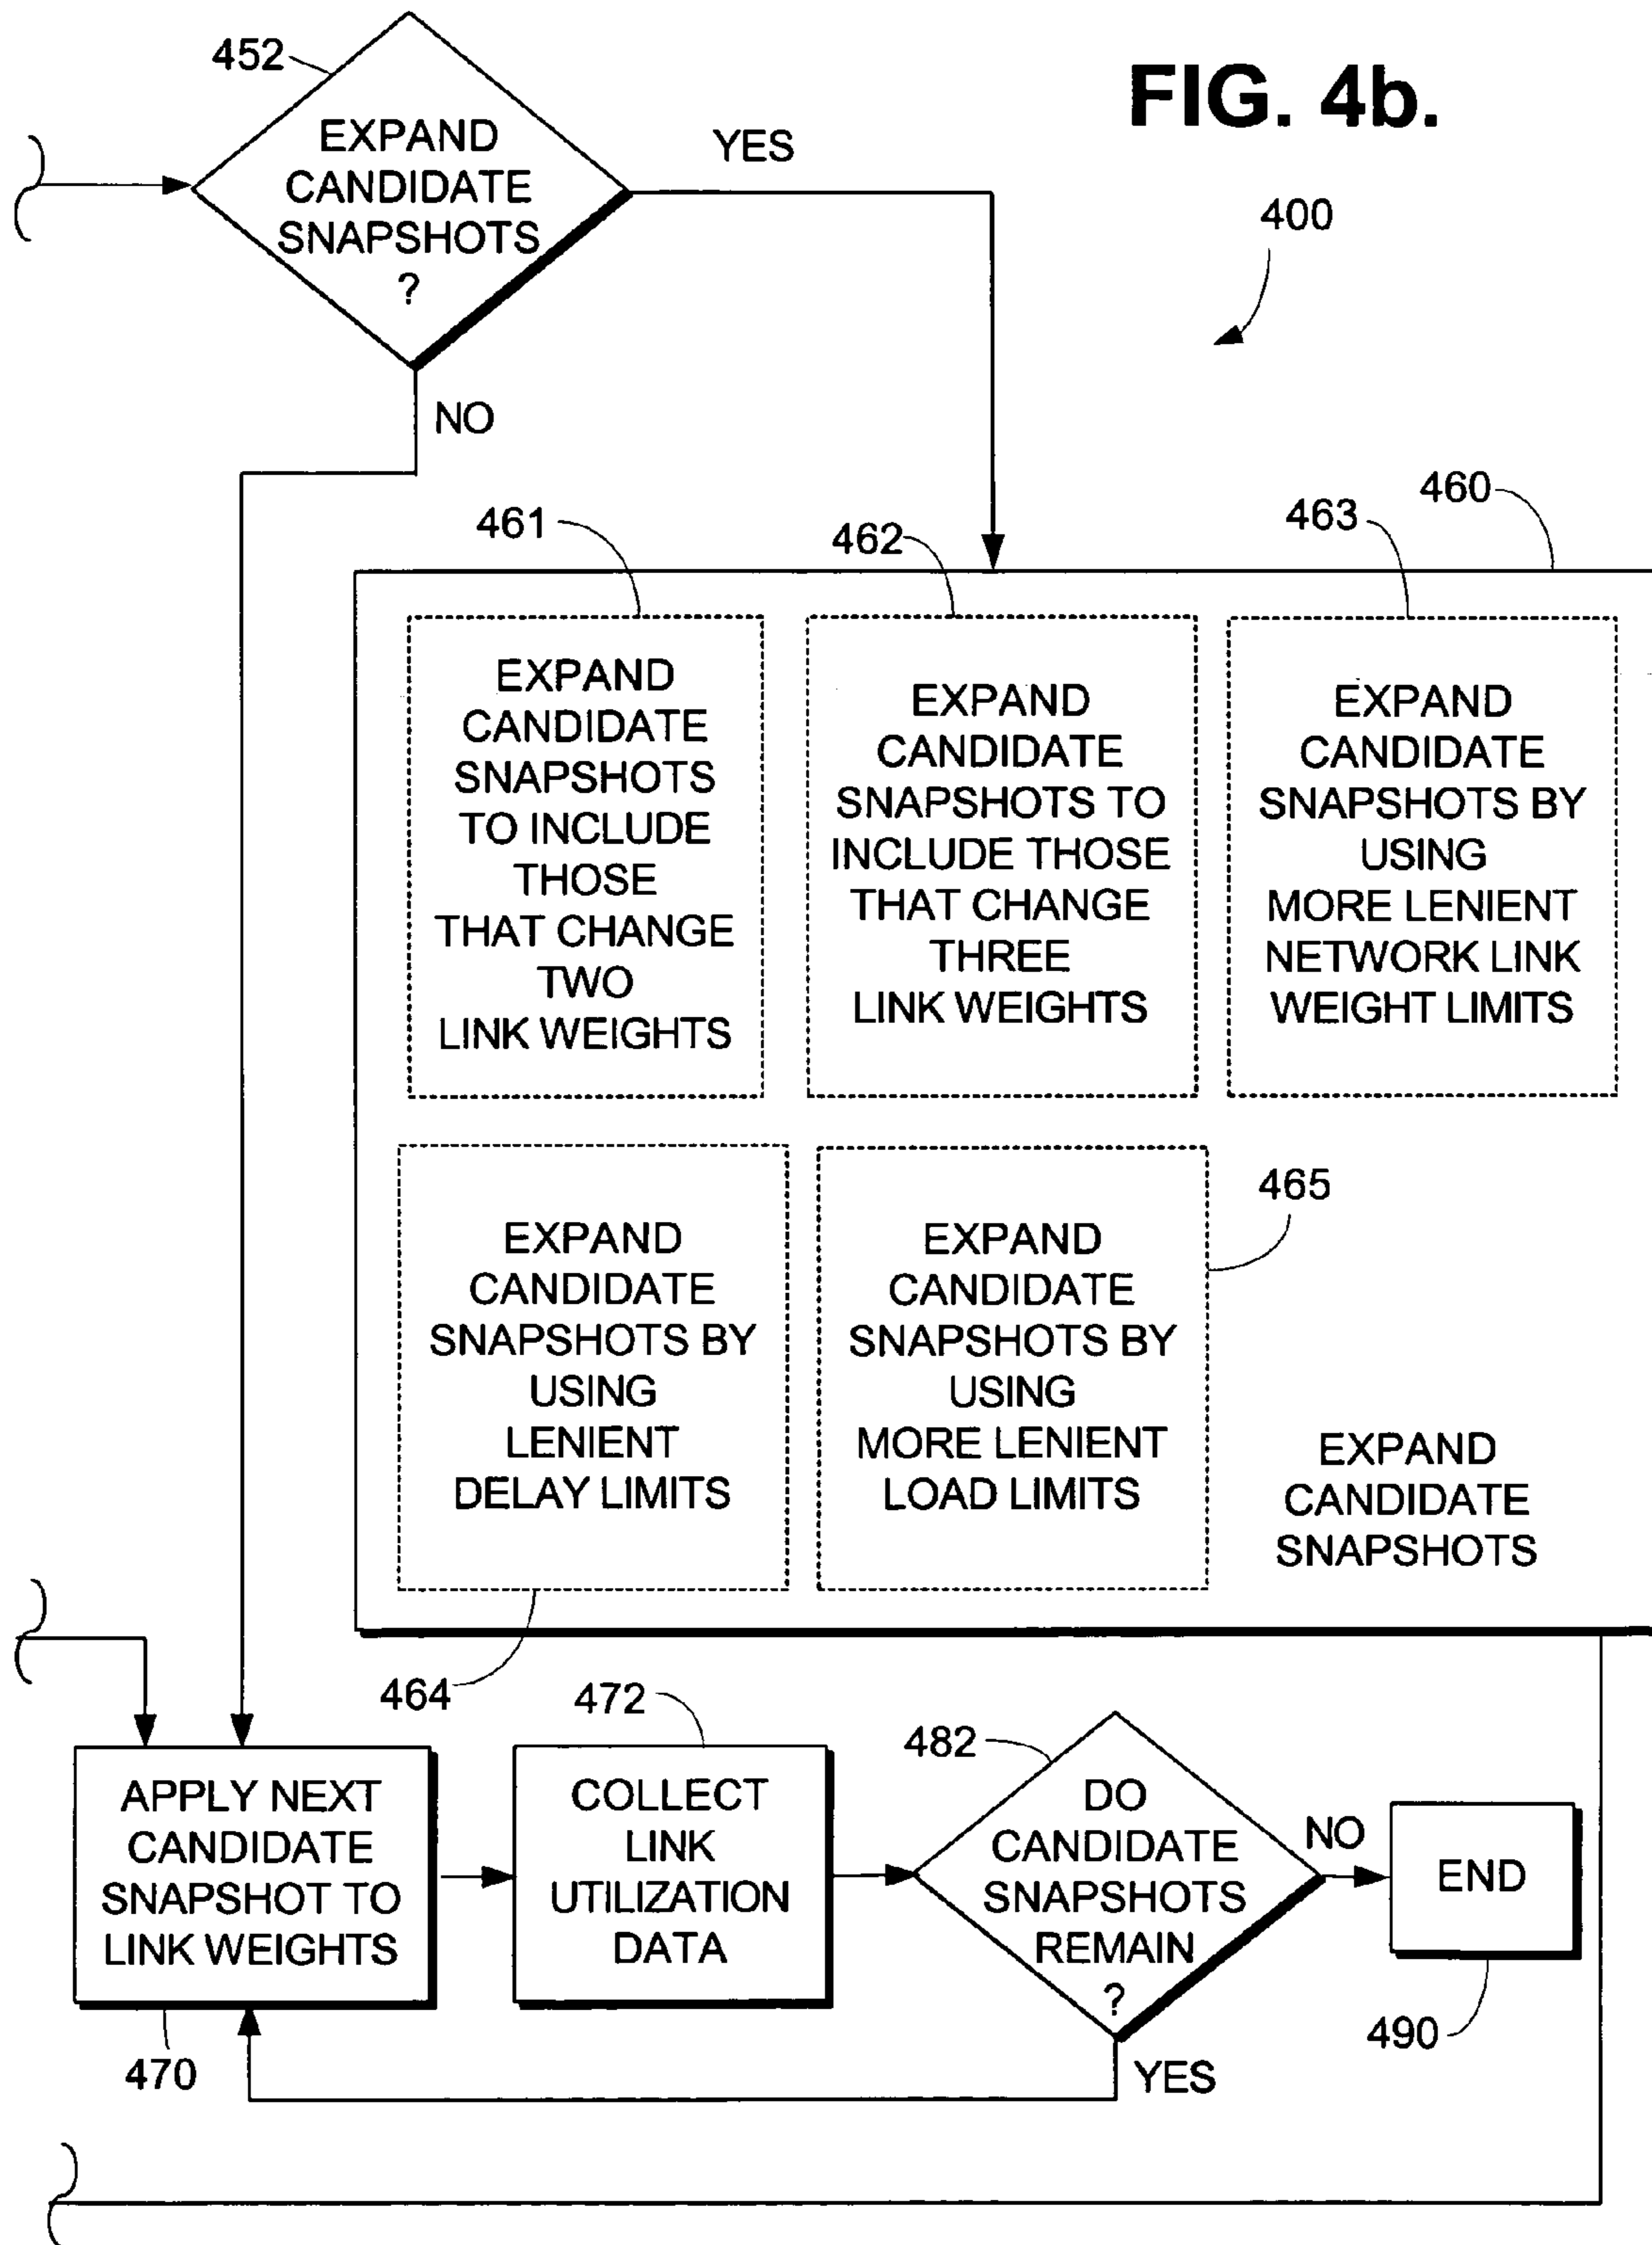 FIG. 4b.
452
EXPAND
CANDIDATE
SNAPSHOTS
?
YES
NO
400
460
461
EXPAND
CANDIDATE
SNAPSHOTS
TO INCLUDE
THOSE
THAT CHANGE
TWO
LINK WEIGHTS
462
EXPAND
CANDIDATE
SNAPSHOTS TO
INCLUDE THOSE
THAT CHANGE
THREE
LINK WEIGHTS
463
EXPAND
CANDIDATE
SNAPSHOTS BY
USING
MORE LENIENT
NETWORK LINK
WEIGHT LIMITS
EXPAND
CANDIDATE
SNAPSHOTS BY
USING
LENIENT
DELAY LIMITS
464
EXPAND
CANDIDATE
SNAPSHOTS BY
USING
MORE LENIENT
LOAD LIMITS
465
EXPAND
CANDIDATE
SNAPSHOTS
APPLY NEXT
CANDIDATE
SNAPSHOT TO
LINK WEIGHTS
470
472
COLLECT
LINK
UTILIZATION
DATA
482
DO
CANDIDATE
SNAPSHOTS
REMAIN
?
NO
YES
END
490